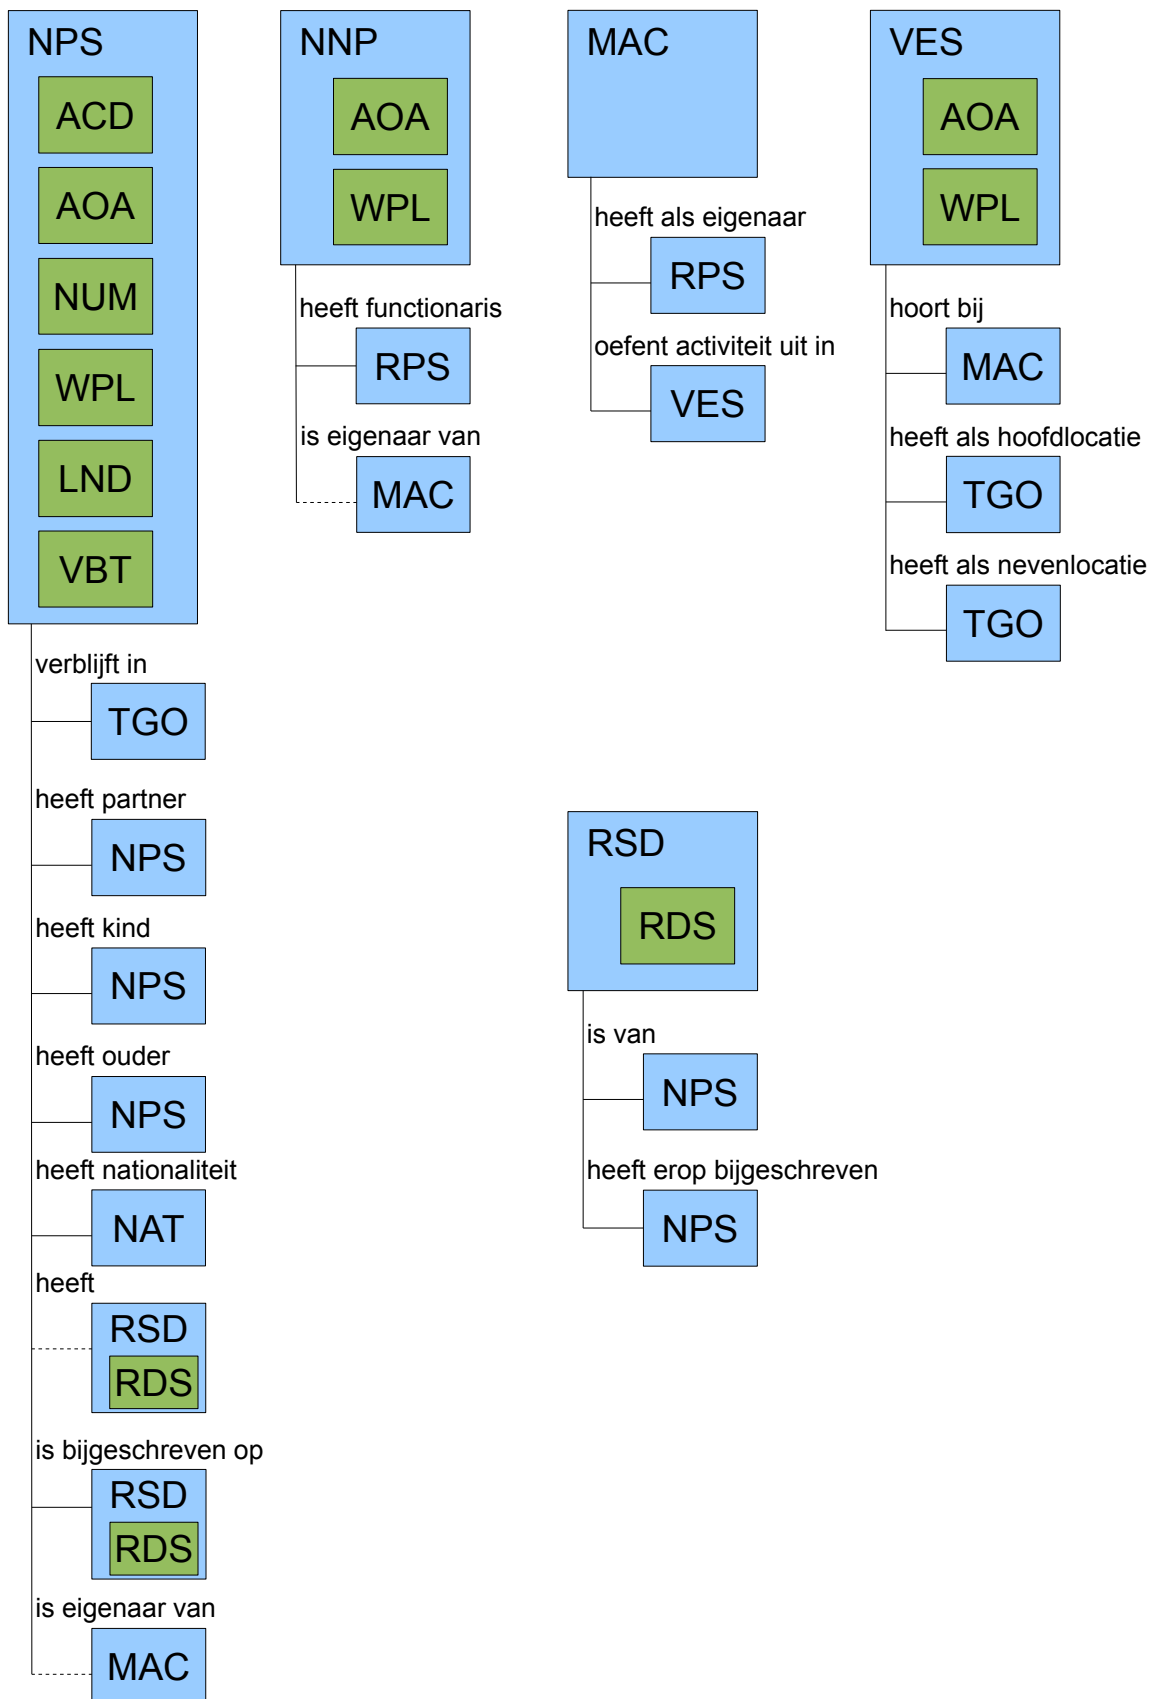 NPS
ACD
AOA
NUM
WPL
LND
VBT
verblijft in
TGO
heeft partner
NPS
heeft kind
NPS
heeft ouder
NPS
heeft nationaliteit
NAT
heeft
RSD
RDS
is bijgeschreven op
RSD
RDS
is eigenaar van
MAC
NNP
AOA
WPL
heeft functionaris
RPS
is eigenaar van
MAC
MAC
heeft als eigenaar
RPS
oefent activiteit uit in
VES
VES
AOA
WPL
hoort bij
MAC
heeft als hoofdlocatie
TGO
heeft als nevenlocatie
TGO
RSD
RDS
is van
NPS
heeft erop bijgeschreven
NPS